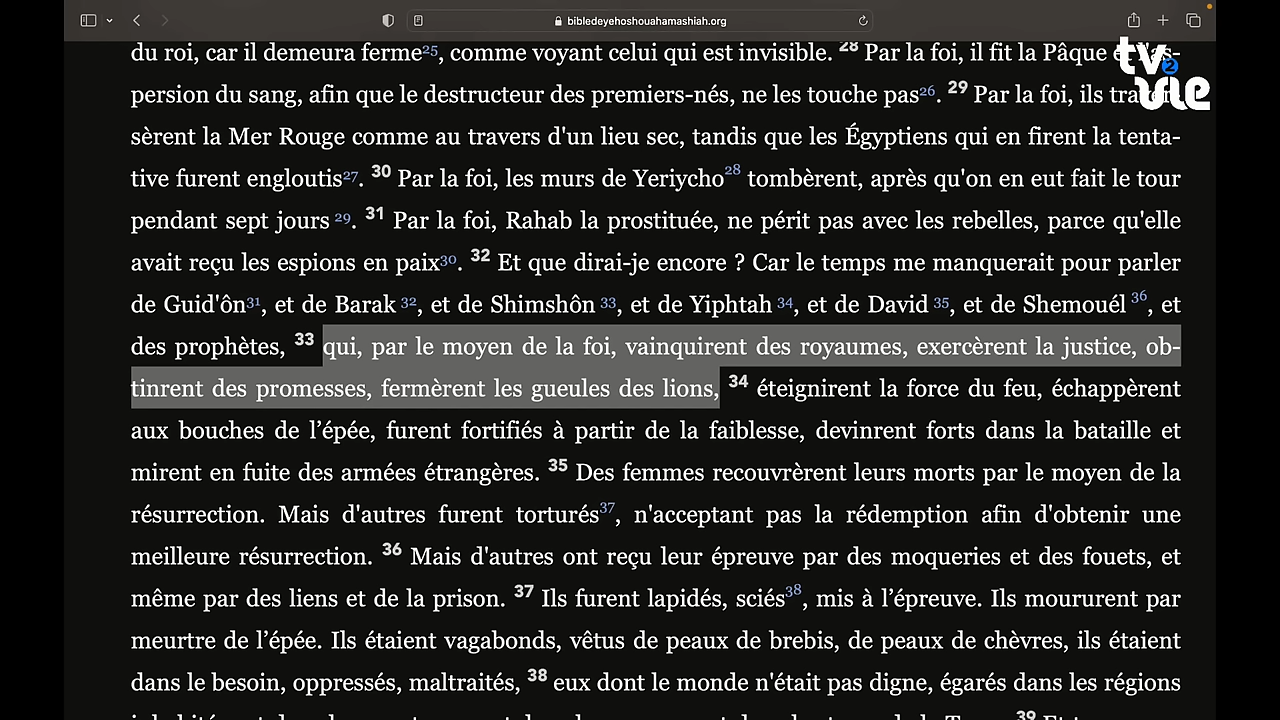 bibledeyehoshouahamashiah.org
tv2vie
du roi, car il demeura ferme25, comme voyant celui qui est invisible. 28 Par la foi, il fit la Pâque et l'as-
persion du sang, afin que le destructeur des premiers-nés, ne les touche pas26. 29 Par la foi, ils traver-
sèrent la Mer Rouge comme au travers d'un lieu sec, tandis que les Égyptiens qui en firent la tenta-
tive furent engloutis27. 30 Par la foi, les murs de Yeriycho28 tombèrent, après qu'on en eut fait le tour
pendant sept jours 29. 31 Par la foi, Rahab la prostituée, ne périt pas avec les rebelles, parce qu'elle
avait reçu les espions en paix30. 32 Et que dirai-je encore ? Car le temps me manquerait pour parler
de Guid'ôn31, et de Barak 32, et de Shimshôn 33, et de Yiphtah 34, et de David 35, et de Shemouél 36, et
des prophètes, 33 qui, par le moyen de la foi, vainquirent des royaumes, exercèrent la justice, ob-
tinrent des promesses, fermèrent les gueules des lions, 34 éteignirent la force du feu, échappèrent
aux bouches de l’épée, furent fortifiés à partir de la faiblesse, devinrent forts dans la bataille et
mirent en fuite des armées étrangères. 35 Des femmes recouvrèrent leurs morts par le moyen de la
résurrection. Mais d'autres furent torturés37, n'acceptant pas la rédemption afin d'obtenir une
meilleure résurrection. 36 Mais d'autres ont reçu leur épreuve par des moqueries et des fouets, et
même par des liens et de la prison. 37 Ils furent lapidés, sciés38, mis à l’épreuve. Ils moururent par
meurtre de l’épée. Ils étaient vagabonds, vêtus de peaux de brebis, de peaux de chèvres, ils étaient
dans le besoin, oppressés, maltraités, 38 eux dont le monde n'était pas digne, égarés dans les régions
39